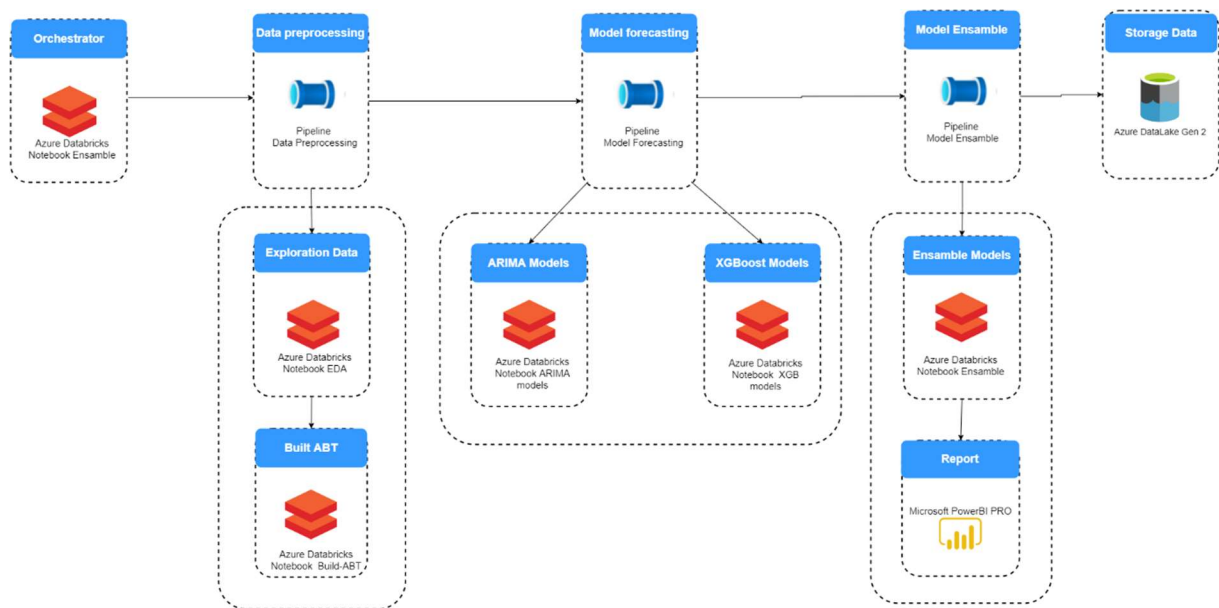 Orchestrator
Azure Databricks
Notebook Ensamble
Data preprocessing
Pipeline
Data Preprocessing
Model forecasting
Pipeline
Model Forecasting
Model Ensamble
Pipeline
Model Ensamble
Storage Data
Azure DataLake Gen 2
Exploration Data
Azure Databricks
Notebook EDA
Built ABT
Azure Databricks
Notebook Build-ABT
ARIMA Models
Azure Databricks
Notebook ARIMA
models
XGBoost Models
Azure Databricks
Notebook XGB
models
Ensamble Models
Azure Databricks
Notebook Ensamble
Report
Microsoft PowerBI PRO